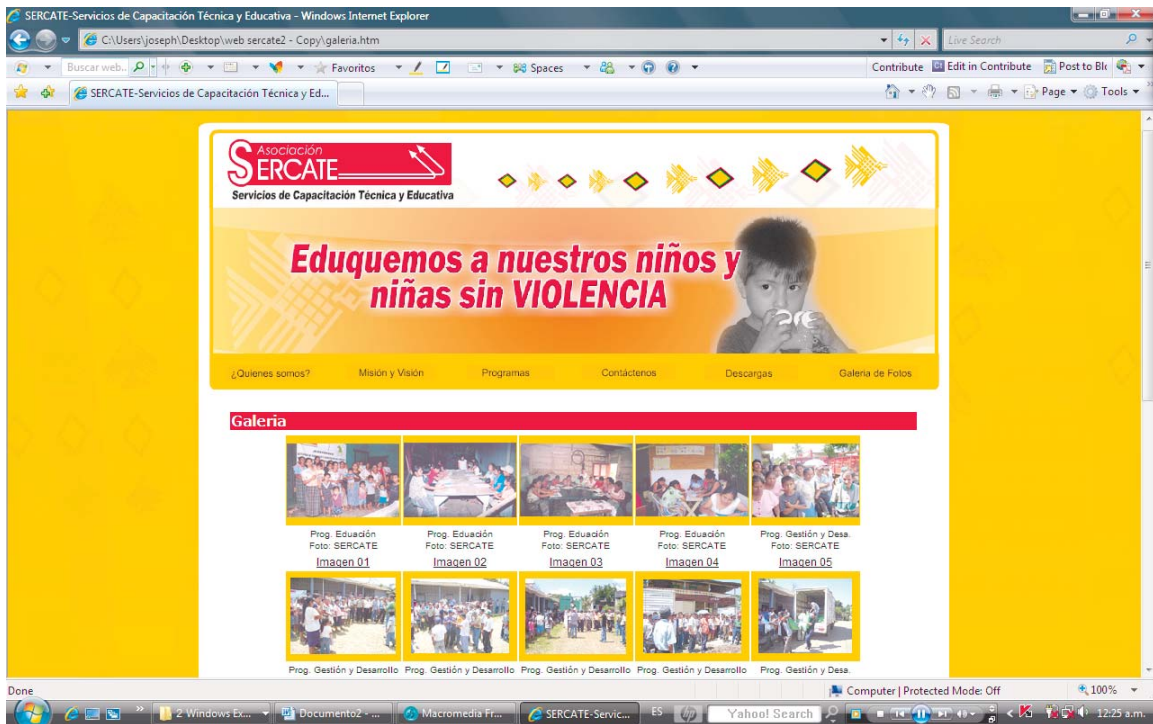 SERCATE-Servicios de Capacitación Técnica y Educativa - Windows Internet Explorer
C:\Users\joseph\Desktop\web sercate2 - Copy\galeria.htm
Live Search
Buscar web..
Favoritos
Spaces
Contribute
Edit in Contribute
Post to Blc
SERCATE-Servicios de Capacitación Técnica y Ed...
Page
Tools
Asociación
SERCATE
Servicios de Capacitación Técnica y Educativa
Eduquemos a nuestros niños y
niñas sin VIOLENCIA
¿Quienes somos? Misión y Visión Programas Contáctenos Descargas Galeria de Fotos
Galeria
Prog. Eduación Prog. Eduación Prog. Eduación Prog. Eduación Prog. Gestión y Desa.
Foto: SERCATE Foto: SERCATE Foto: SERCATE Foto: SERCATE Foto: SERCATE
Imagen 01 Imagen 02 Imagen 03 Imagen 04 Imagen 05
Prog. Gestión y Desarrollo Prog. Gestión y Desarrollo Prog. Gestión y Desarrollo Prog. Gestión y Desarrollo Prog. Gestión y Desa.
Done
Computer | Protected Mode: Off
100%
2 Windows Ex...
Documento2 - ...
Macromedia Fr...
SERCATE-Servic...
ES
Yahoo! Search
12:25 a.m.